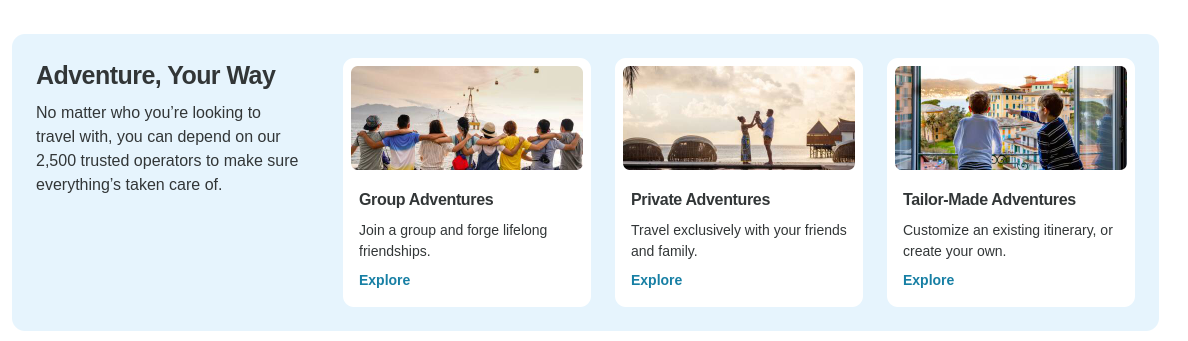 Adventure, Your Way
No matter who you’re looking to
travel with, you can depend on our
2,500 trusted operators to make sure
everything’s taken care of.
Group Adventures
Join a group and forge lifelong
friendships.
Explore
Private Adventures
Travel exclusively with your friends
and family.
Explore
Tailor-Made Adventures
Customize an existing itinerary, or
create your own.
Explore